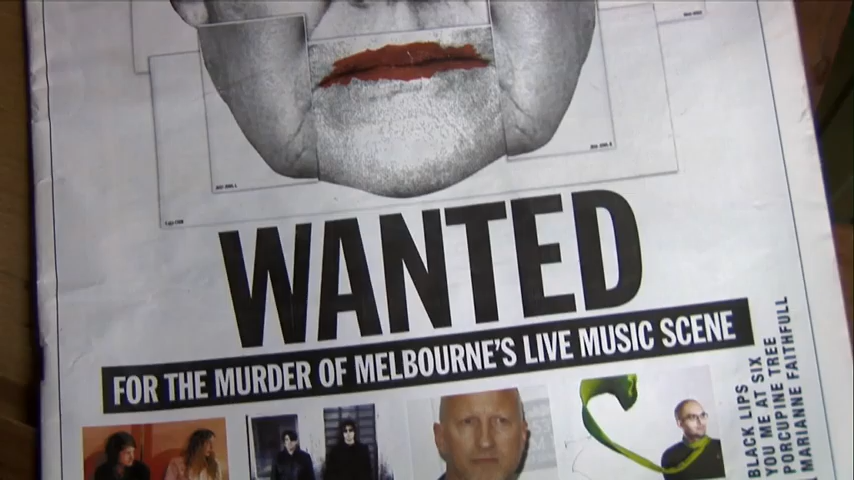 WANTED
FOR THE MURDER OF MELBOURNE'S LIVE MUSIC SCENE
BLACK LIPS
YOU ME AT SIX
PORCUPINE TREE
MARIANNE FAITHFULL